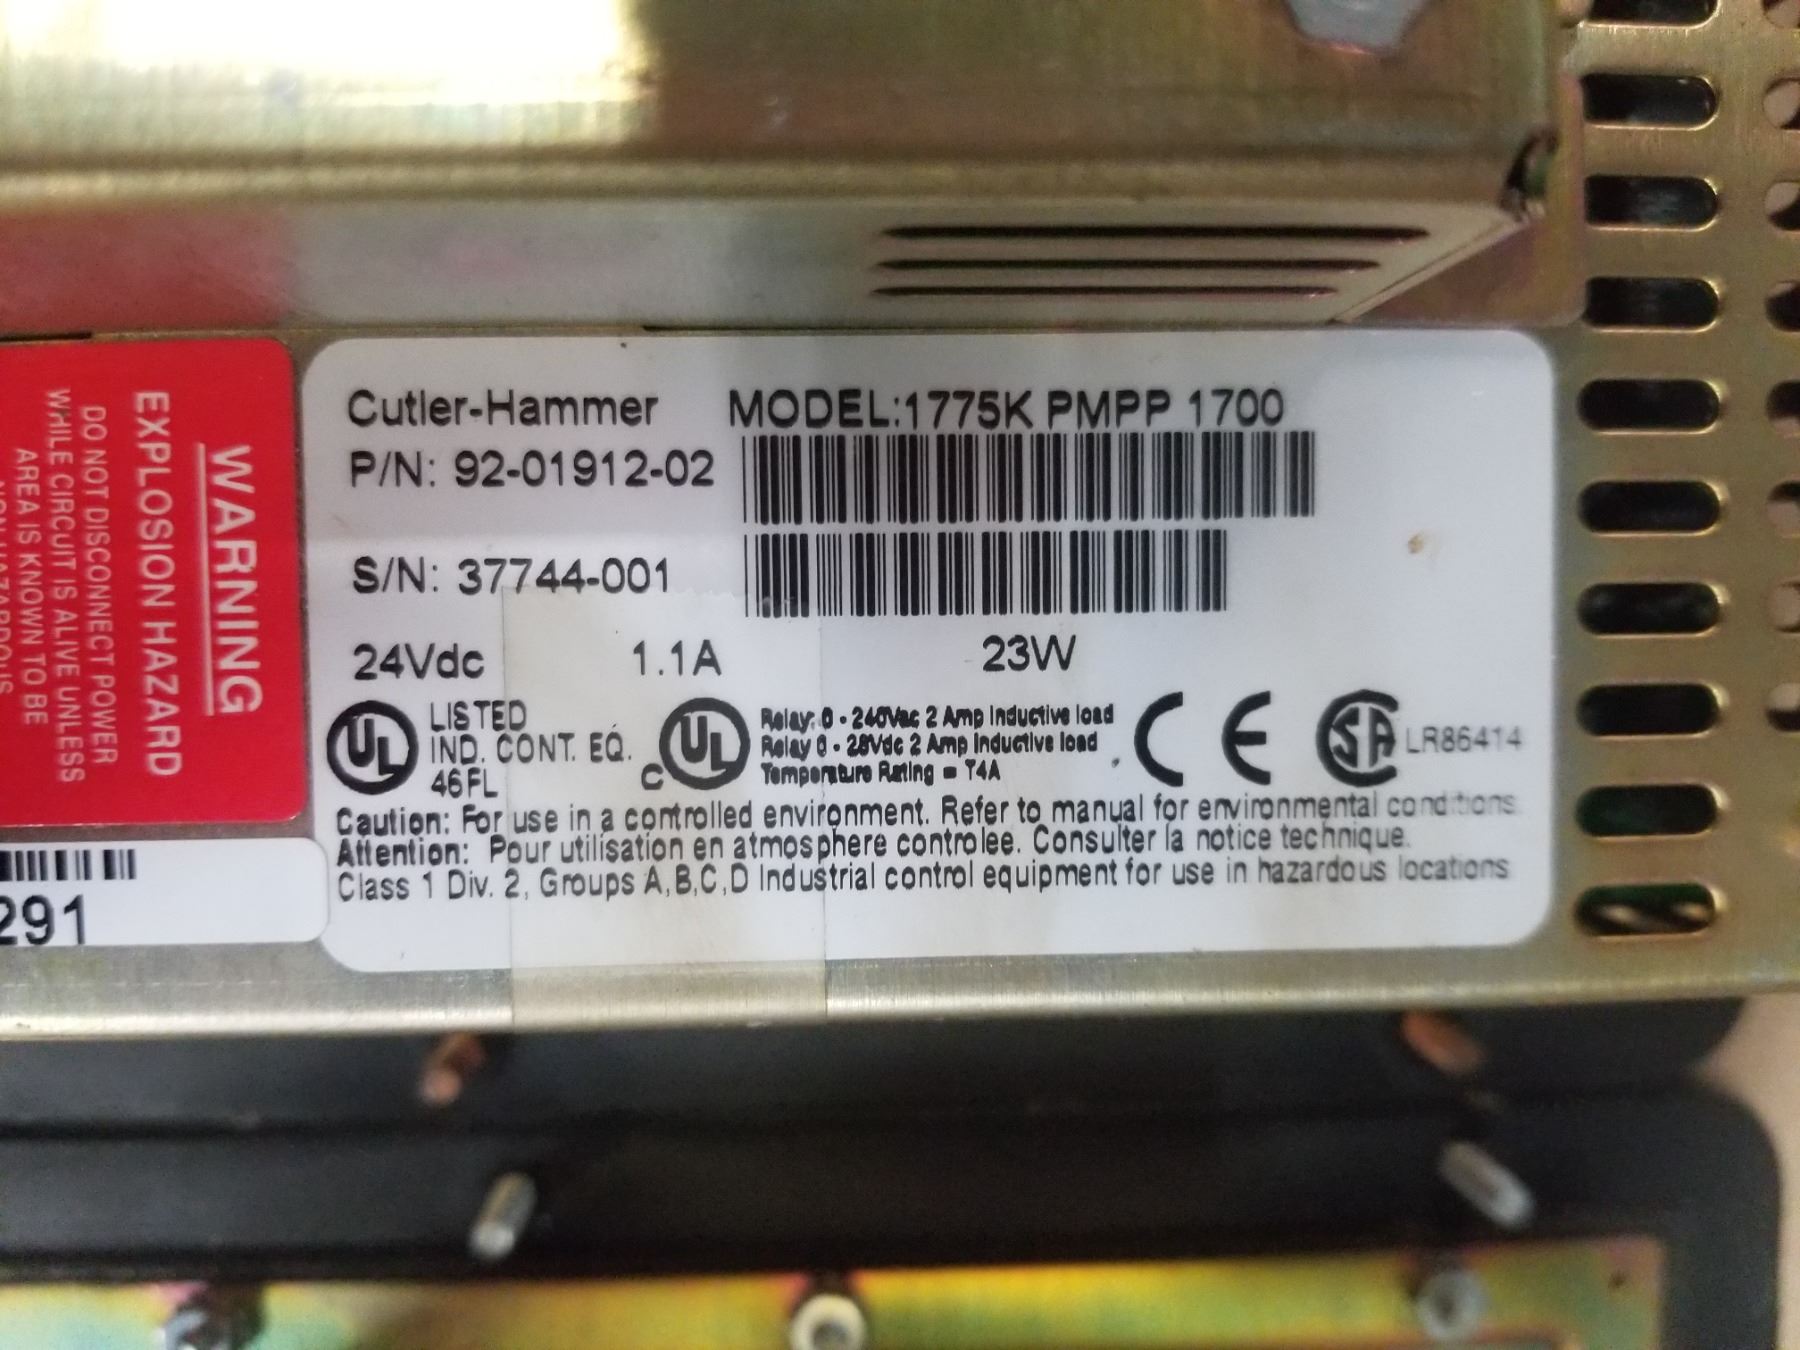 WARNING
EXPLOSION HAZARD
DO NOT DISCONNECT POWER
WHILE CIRCUIT IS ALIVE UNLESS
AREA IS KNOWN TO BE
291
Cutler-Hammer MODEL:1775K PMPP 1700
P/N: 92-01912-02
S/N: 37744-001
24Vdc 1.1A 23W
UL LISTED
IND. CONT. EQ.
46FL
C UL
Relay: 0 - 240Vac 2 Amp Inductive load
Relay 0 - 28Vdc 2 Amp Inductive load
Temperature Rating = T4A
CE SA LR86414
Caution: For use in a controlled environment. Refer to manual for environmental conditions.
Attention: Pour utilisation en atmosphere controlee. Consulter la notice technique.
Class 1 Div. 2, Groups A,B,C,D Industrial control equipment for use in hazardous locations